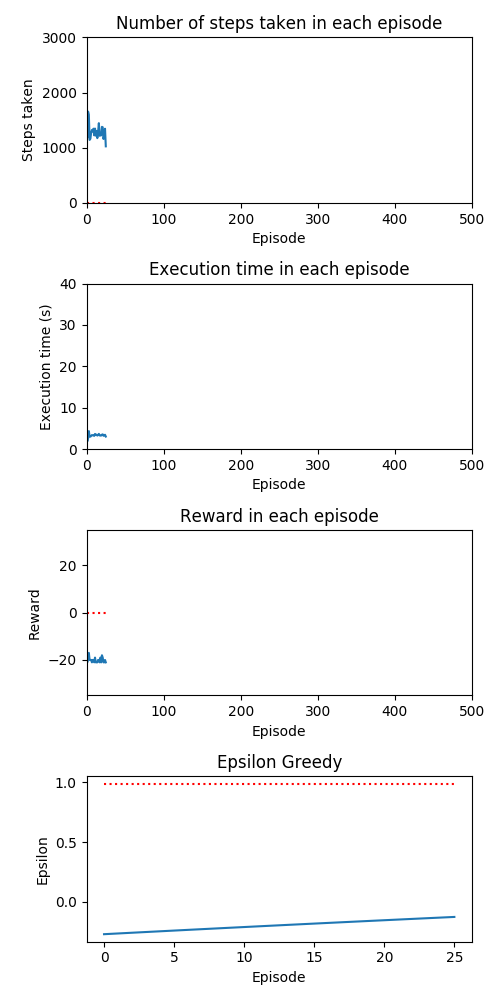 Number of steps taken in each episode
3000
2000
1000
0
Steps taken
0 100 200 300 400 500
Episode
Execution time in each episode
40
30
20
10
0
Execution time (s)
0 100 200 300 400 500
Episode
Reward in each episode
20
0
−20
Reward
0 100 200 300 400 500
Episode
Epsilon Greedy
1.0
0.5
0.0
Epsilon
0 5 10 15 20 25
Episode